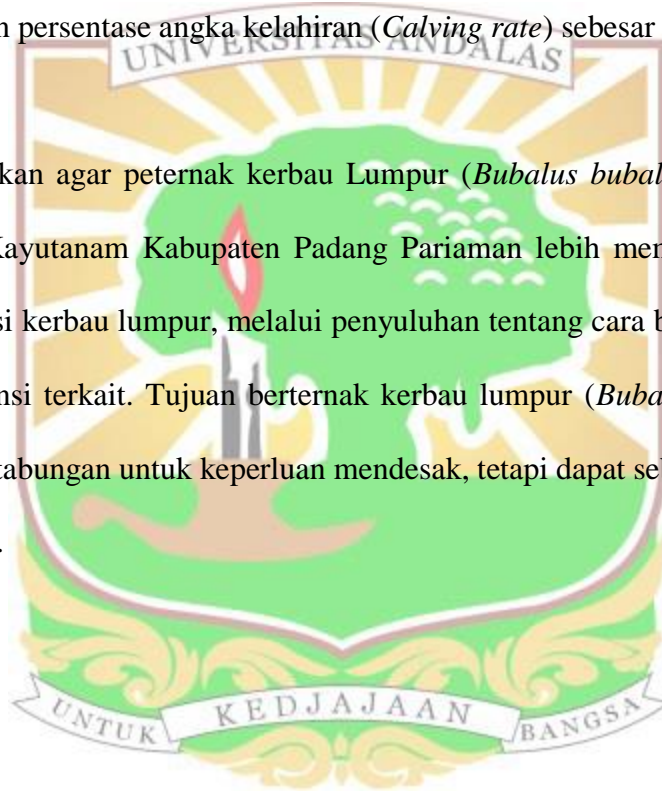 n persentase angka kelahiran (Calving rate) sebesar
UNIVERSITAS ANDALAS
kan agar peternak kerbau Lumpur (Bubalus bubal
Kayutanam Kabupaten Padang Pariaman lebih men
si kerbau lumpur, melalui penyuluhan tentang cara b
nsi terkait. Tujuan berternak kerbau lumpur (Buba
tabungan untuk keperluan mendesak, tetapi dapat se
.
UNTUK KEDJAJAAN BANGSA